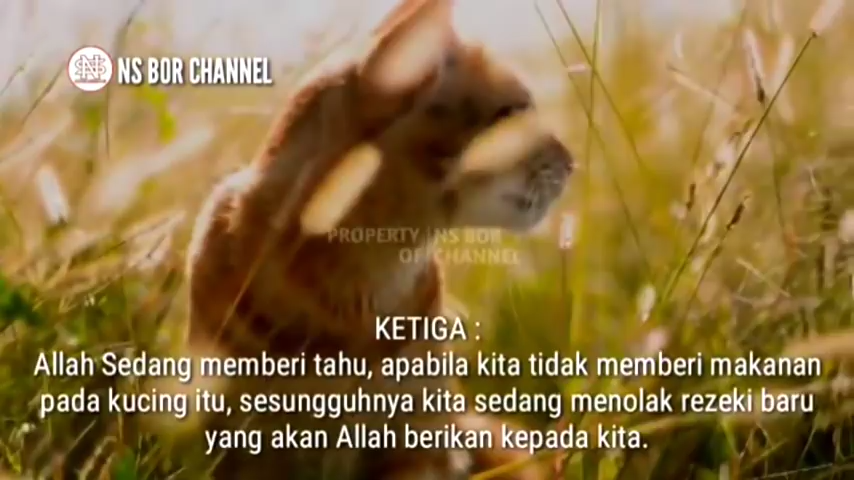 NS BOR CHANNEL
PROPERTY OF NS BOR CHANNEL
KETIGA :
Allah Sedang memberi tahu, apabila kita tidak memberi makanan
pada kucing itu, sesungguhnya kita sedang menolak rezeki baru
yang akan Allah berikan kepada kita.